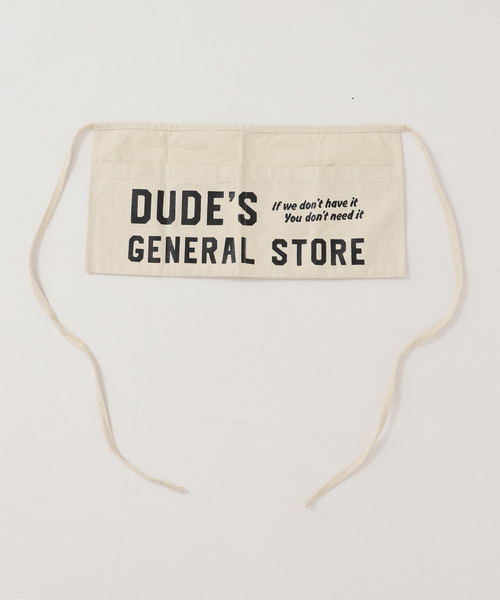 DUDE'S
If we don't have it
You don't need it
GENERAL STORE